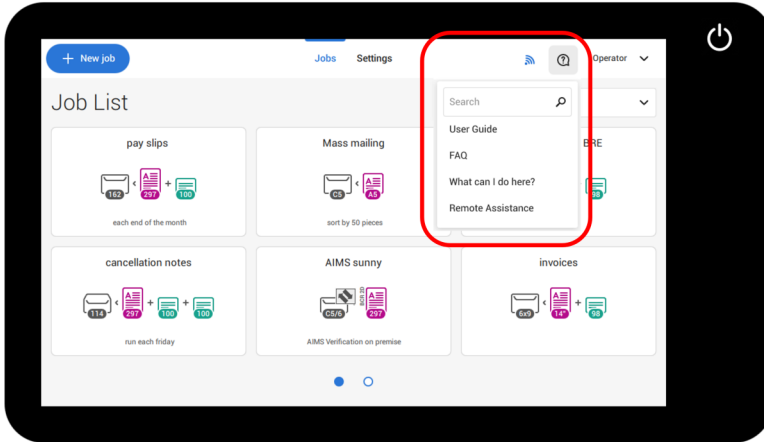 + New job
Jobs
Settings
Operator
Job List
Search
User Guide
FAQ
What can I do here?
Remote Assistance
pay slips
162
A
297
+
100
each end of the month
Mass mailing
C5
A
A5
sort by 50 pieces
98
cancellation notes
114
A
297
+
100
+
100
run each friday
AIMS sunny
C5/6
A
297
AIMS Verification on premise
invoices
6x9
A
14"
+
98